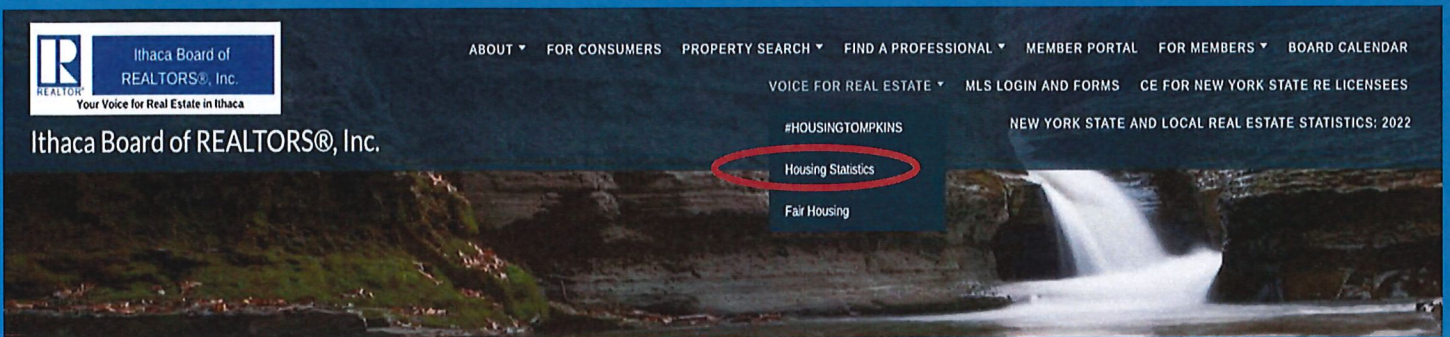 R
REALTOR®
Ithaca Board of
REALTORS®, Inc.
Your Voice for Real Estate in Ithaca
Ithaca Board of REALTORS®, Inc.
ABOUT FOR CONSUMERS PROPERTY SEARCH FIND A PROFESSIONAL MEMBER PORTAL FOR MEMBERS BOARD CALENDAR
VOICE FOR REAL ESTATE MLS LOGIN AND FORMS CE FOR NEW YORK STATE RE LICENSEES
NEW YORK STATE AND LOCAL REAL ESTATE STATISTICS: 2022
#HOUSINGTOMPKINS
Housing Statistics
Fair Housing